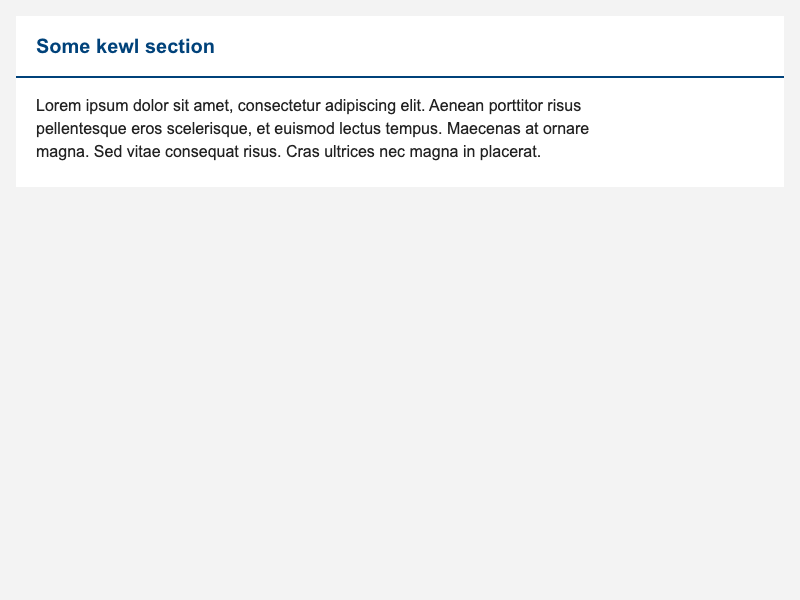 Some kewl section
Lorem ipsum dolor sit amet, consectetur adipiscing elit. Aenean porttitor risus
pellentesque eros scelerisque, et euismod lectus tempus. Maecenas at ornare
magna. Sed vitae consequat risus. Cras ultrices nec magna in placerat.